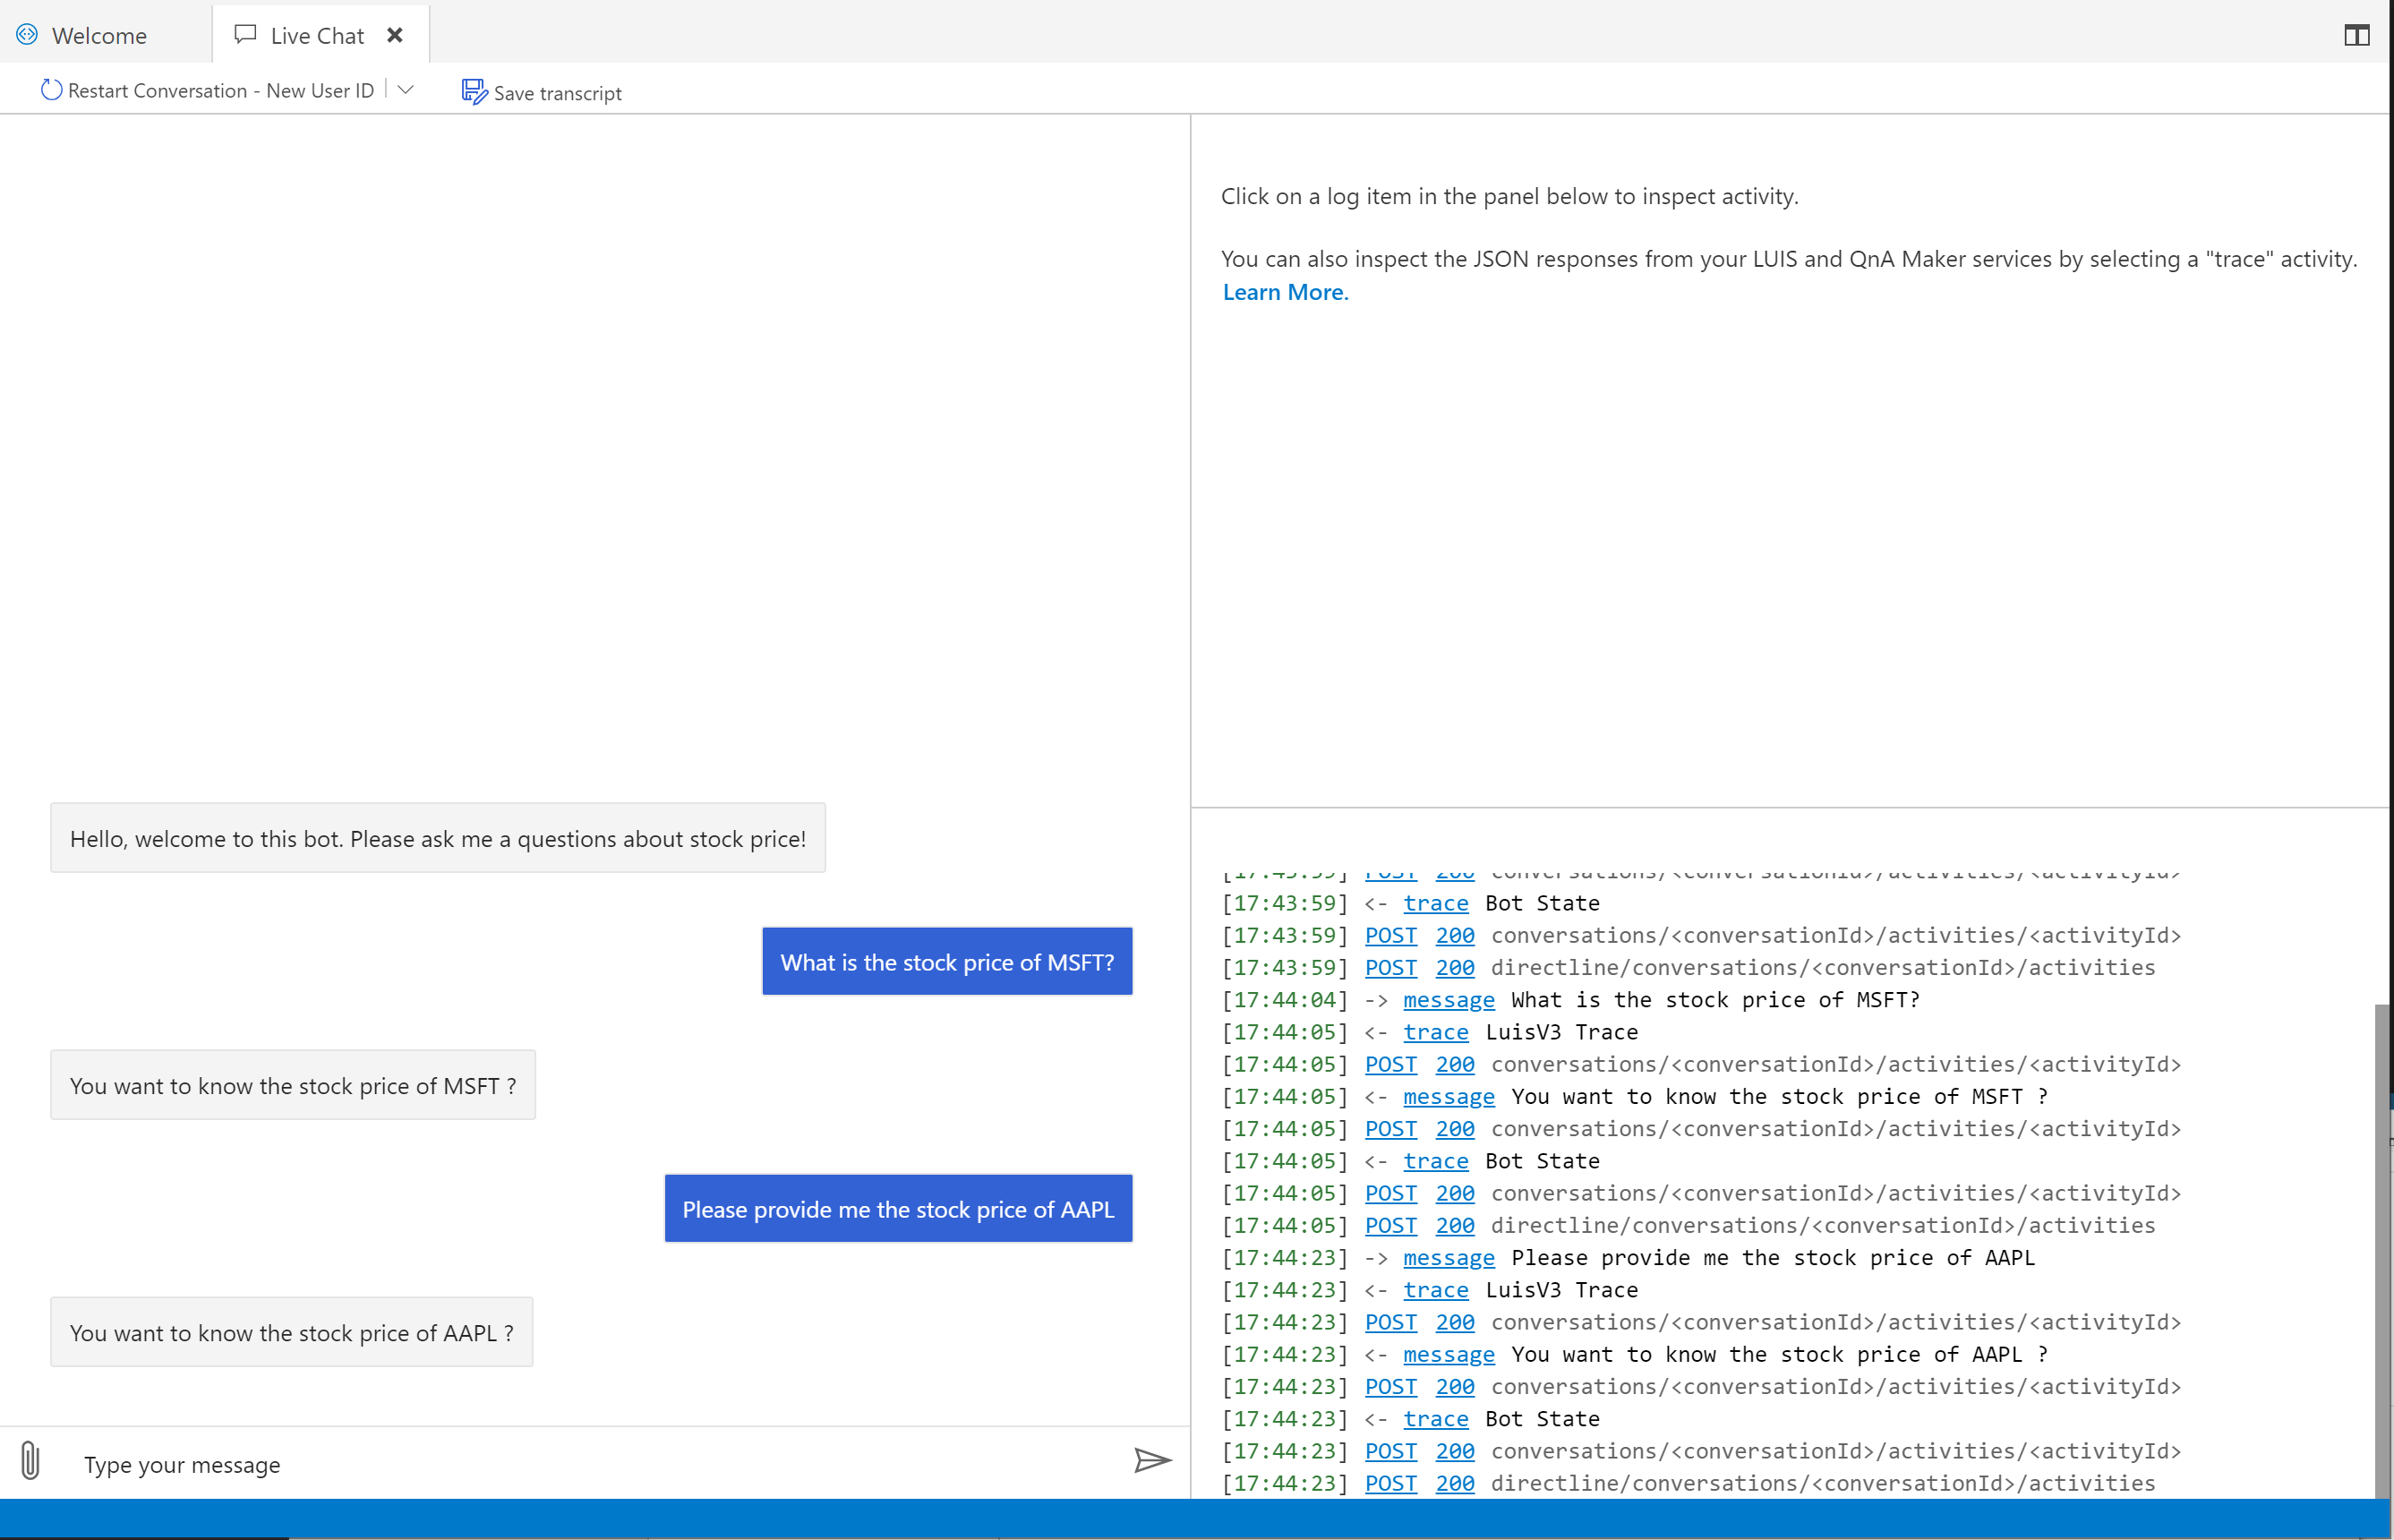 Welcome
Live Chat
Restart Conversation - New User ID
Save transcript
Hello, welcome to this bot. Please ask me a questions about stock price!
What is the stock price of MSFT?
You want to know the stock price of MSFT ?
Please provide me the stock price of AAPL
You want to know the stock price of AAPL ?
Type your message
Click on a log item in the panel below to inspect activity.
You can also inspect the JSON responses from your LUIS and QnA Maker services by selecting a "trace" activity.
Learn More.
[17:43:59] POST 200 conversations/<conversationId>/activities/<activityId>
[17:43:59] <- trace Bot State
[17:43:59] POST 200 conversations/<conversationId>/activities/<activityId>
[17:43:59] POST 200 directline/conversations/<conversationId>/activities
[17:44:04] -> message What is the stock price of MSFT?
[17:44:05] <- trace LuisV3 Trace
[17:44:05] POST 200 conversations/<conversationId>/activities/<activityId>
[17:44:05] <- message You want to know the stock price of MSFT ?
[17:44:05] POST 200 conversations/<conversationId>/activities/<activityId>
[17:44:05] <- trace Bot State
[17:44:05] POST 200 conversations/<conversationId>/activities/<activityId>
[17:44:05] POST 200 directline/conversations/<conversationId>/activities
[17:44:23] -> message Please provide me the stock price of AAPL
[17:44:23] <- trace LuisV3 Trace
[17:44:23] POST 200 conversations/<conversationId>/activities/<activityId>
[17:44:23] <- message You want to know the stock price of AAPL ?
[17:44:23] POST 200 conversations/<conversationId>/activities/<activityId>
[17:44:23] <- trace Bot State
[17:44:23] POST 200 conversations/<conversationId>/activities/<activityId>
[17:44:23] POST 200 directline/conversations/<conversationId>/activities